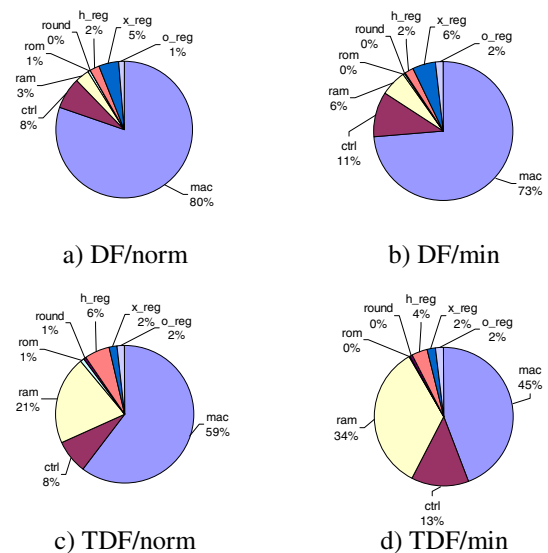 h_reg
2%
x_reg
5%
o_reg
1%
round
0%
rom
1%
ram
3%
ctrl
8%
mac
80%
a) DF/norm
h_reg
2%
x_reg
6%
o_reg
2%
round
0%
rom
0%
ram
6%
ctrl
11%
mac
73%
b) DF/min
h_reg
6%
x_reg
2%
o_reg
2%
round
1%
rom
1%
ram
21%
ctrl
8%
mac
59%
c) TDF/norm
h_reg
4%
x_reg
2%
o_reg
2%
round
0%
rom
0%
mac
45%
ram
34%
ctrl
13%
d) TDF/min